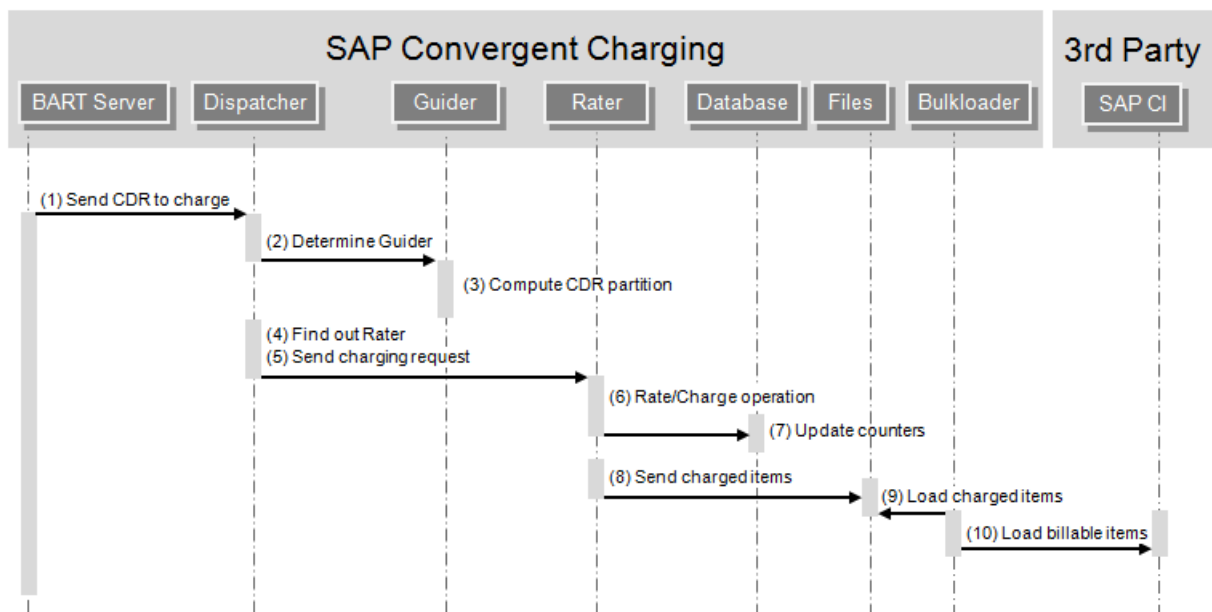 SAP Convergent Charging
3rd Party
BART Server
Dispatcher
Guider
Rater
Database
Files
Bulkloader
SAP CI
(1) Send CDR to charge
(2) Determine Guider
(3) Compute CDR partition
(4) Find out Rater
(5) Send charging request
(6) Rate/Charge operation
(7) Update counters
(8) Send charged items
(9) Load charged items
(10) Load billable items